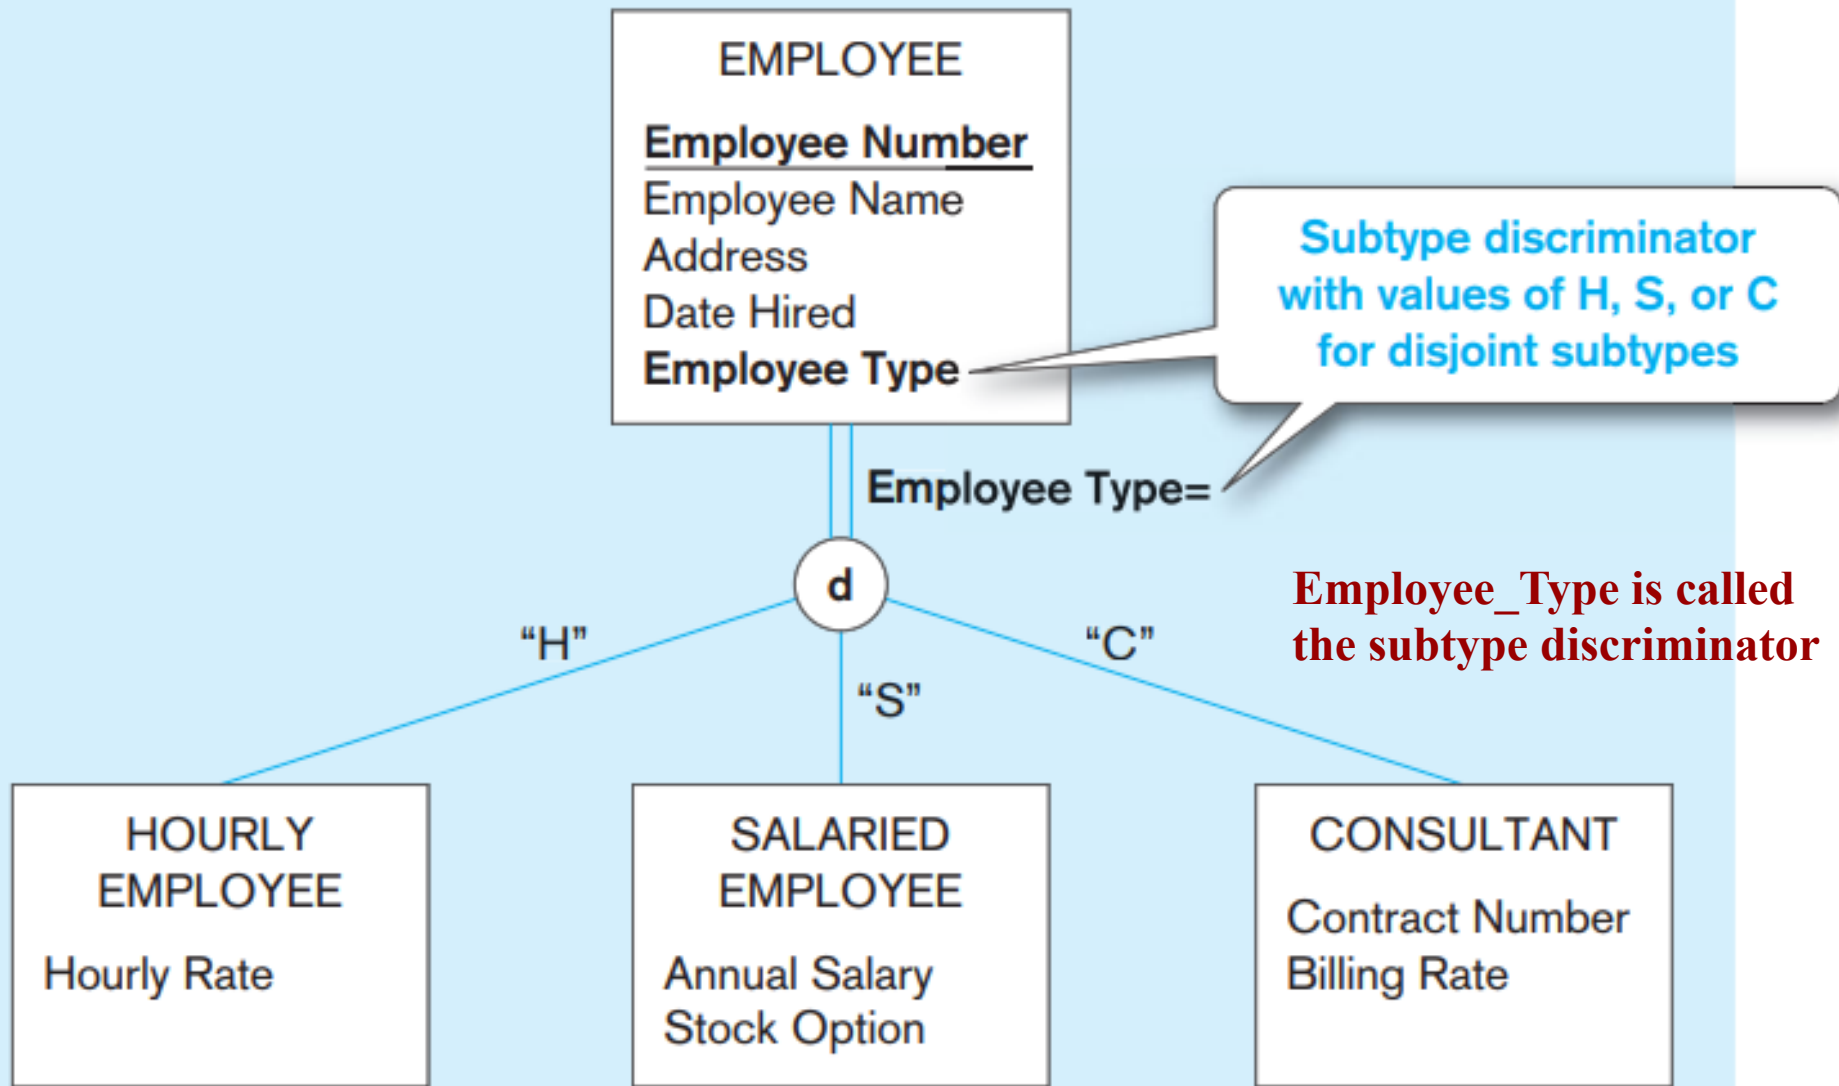 EMPLOYEE
Employee Number
Employee Name
Address
Date Hired
Employee Type
Subtype discriminator
with values of H, S, or C
for disjoint subtypes
Employee Type=
d
Employee_Type is called
the subtype discriminator
“H”
“S”
“C”
HOURLY
EMPLOYEE
Hourly Rate
SALARIED
EMPLOYEE
Annual Salary
Stock Option
CONSULTANT
Contract Number
Billing Rate